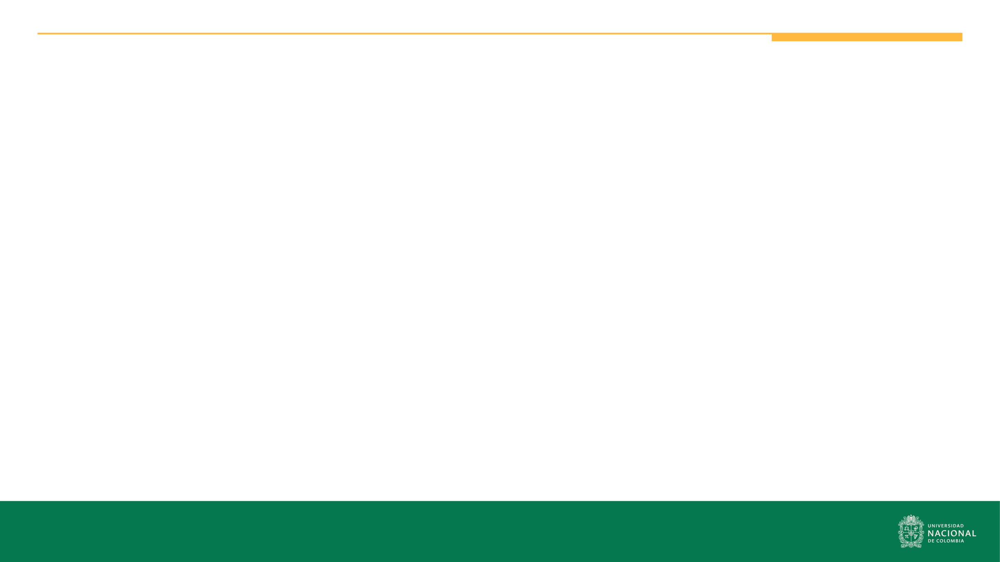 UNIVERSIDAD
NACIONAL
DE COLOMBIA
π